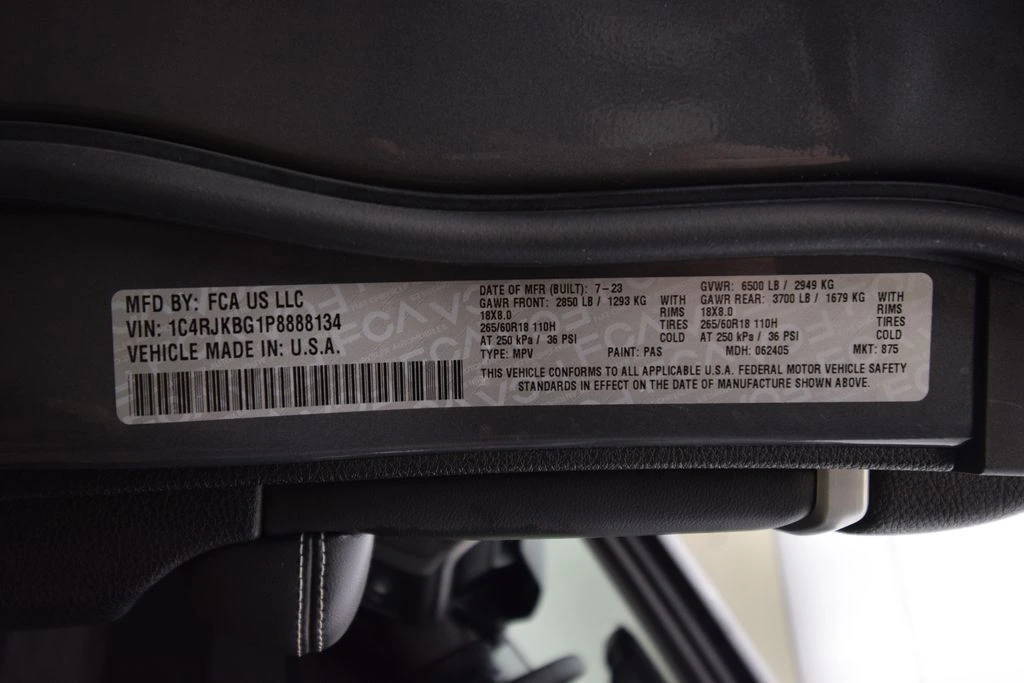 MFD BY: FCA US LLC
VIN: 1C4RJKBG1P8888134
VEHICLE MADE IN: U.S.A.
DATE OF MFR (BUILT): 7-23
GAWR FRONT: 2850 LB / 1293 KG WITH
18X8.0 RIMS
265/60R18 110H TIRES
AT 250 kPa / 36 PSI COLD
TYPE: MPV PAINT: PAS
GVWR: 6500 LB / 2949 KG
GAWR REAR: 3700 LB / 1679 KG WITH
18X8.0 RIMS
265/60R18 110H TIRES
AT 250 kPa / 36 PSI COLD
MDH: 062405 MKT: 875
THIS VEHICLE CONFORMS TO ALL APPLICABLE U.S.A. FEDERAL MOTOR VEHICLE SAFETY
STANDARDS IN EFFECT ON THE DATE OF MANUFACTURE SHOWN ABOVE.